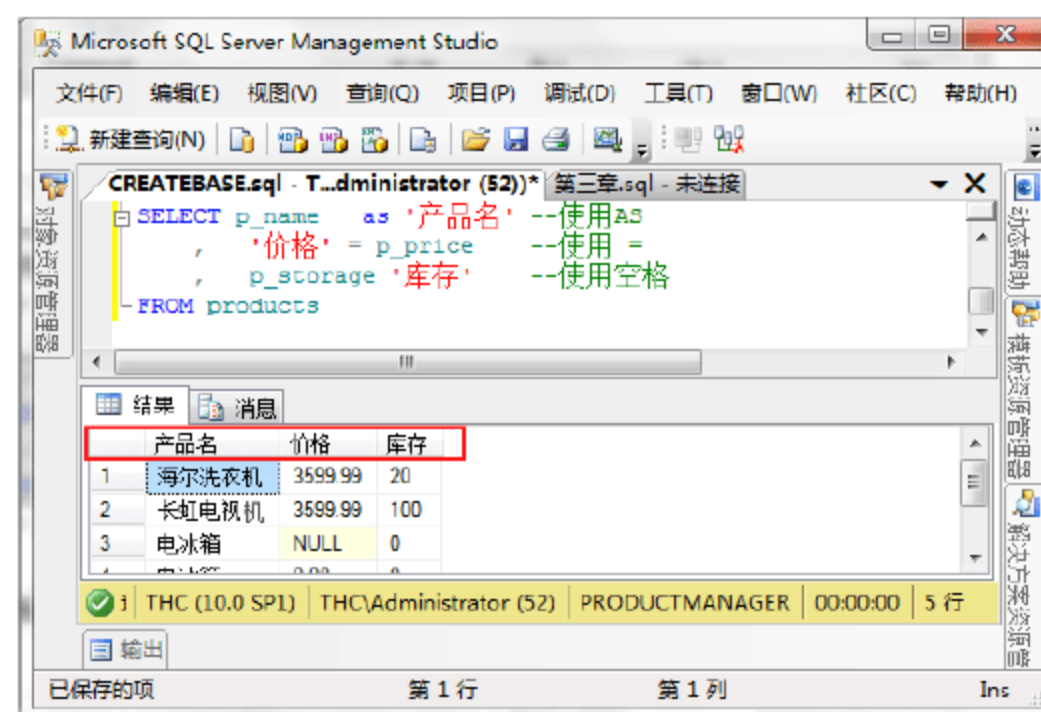 Microsoft SQL Server Management Studio
文件(F) 编辑(E) 视图(V) 查询(Q) 项目(P) 调试(D) 工具(T) 窗口(W) 社区(C) 帮助(H)
新建查询(N)
CREATEBASE.sql - T...dministrator (52))* 第三章.sql - 未连接
SELECT p_name as '产品名' --使用AS
, '价格' = p_price --使用 =
, p_storage '库存' --使用空格
FROM products
对象资源管理器
动态帮助
模板资源管理器
解决方案资源管
结果 消息
产品名 价格 库存
1 海尔洗衣机 3599.99 20
2 长虹电视机 3599.99 100
3 电冰箱 NULL 0
THC (10.0 SP1) THC\Administrator (52) PRODUCTMANAGER 00:00:00 5 行
输出
已保存的项 第 1 行 第 1 列 Ins